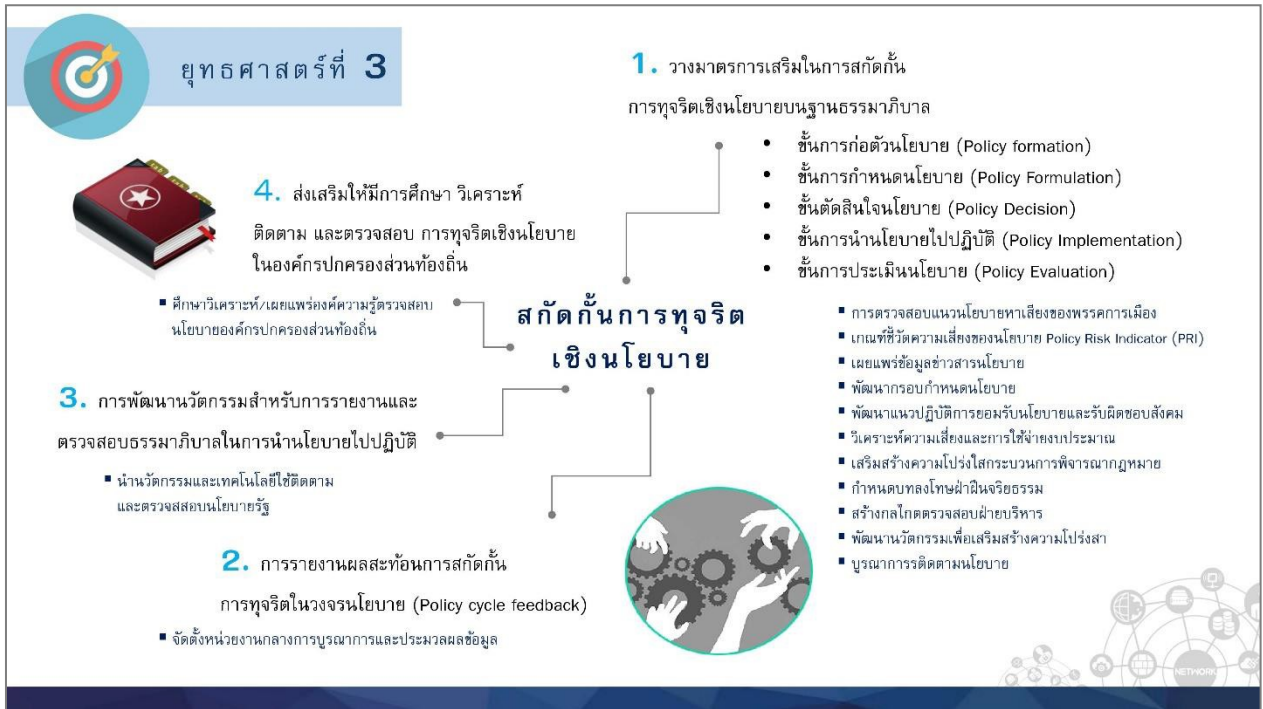 ยุทธศาสตร์ที่ 3
1. วางมาตรการเสริมในการสกัดกั้น
การทุจริตเชิงนโยบายบนฐานธรรมาภิบาล
• ขั้นการก่อตัวนโยบาย (Policy formation)
• ขั้นการกำหนดนโยบาย (Policy Formulation)
• ขั้นตัดสินใจนโยบาย (Policy Decision)
• ขั้นการนำนโยบายไปปฏิบัติ (Policy Implementation)
• ขั้นการประเมินนโยบาย (Policy Evaluation)
▪ การตรวจสอบแนวนโยบายหาเสียงของพรรคการเมือง
▪ เกณฑ์ชี้วัดความเสี่ยงของนโยบาย Policy Risk Indicator (PRI)
▪ เผยแพร่ข้อมูลข่าวสารนโยบาย
▪ พัฒนากรอบกำหนดนโยบาย
▪ พัฒนาแนวปฏิบัติการยอมรับนโยบายและรับผิดชอบสังคม
▪ วิเคราะห์ความเสี่ยงและการใช้จ่ายงบประมาณ
▪ เสริมสร้างความโปร่งใสกระบวนการพิจารณากฎหมาย
▪ กำหนดบทลงโทษฝ่าฝืนจริยธรรม
▪ สร้างกลไกตตรวจสอบฝ่ายบริหาร
▪ พัฒนานวัตกรรมเพื่อเสริมสร้างความโปร่งสา
▪ บูรณาการรติดตามนโยบาย
สกัดกั้นการทุจริต
เชิงนโยบาย
4. ส่งเสริมให้มีการศึกษา วิเคราะห์
ติดตาม และตรวจสอบ การทุจริตเชิงนโยบาย
ในองค์กรปกครองส่วนท้องถิ่น
▪ ศึกษาวิเคราะห์/เผยแพร่องค์ความรู้ตรวจสอบ
นโยบายองค์กรปกครองส่วนท้องถิ่น
3. การพัฒนานวัตกรรมสำหรับการรายงานและ
ตรวจสอบธรรมาภิบาลในการนำนโยบายไปปฏิบัติ
▪ นำนวัตกรรมและเทคโนโลยีใช้ติดตาม
และตรวจสสอบนโยบายรัฐ
2. การรายงานผลสะท้อนการสกัดกั้น
การทุจริตในวงจรนโยบาย (Policy cycle feedback)
▪ จัดตั้งหน่วยงานกลางการบูรณาการและประมวลผลข้อมูล
NETWORK